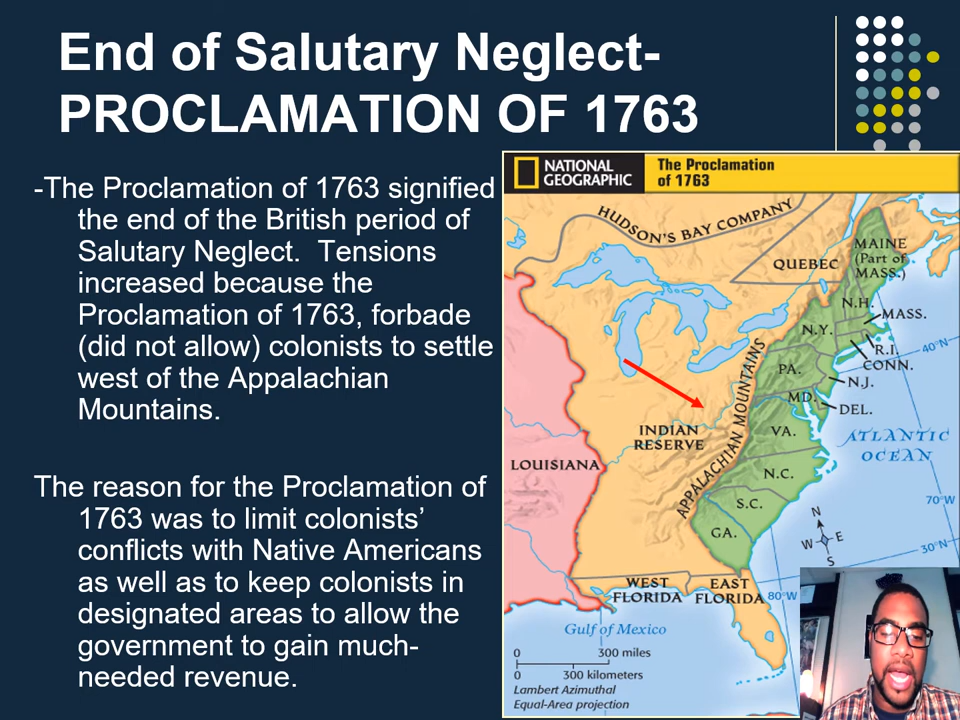 End of Salutary Neglect-
PROCLAMATION OF 1763
-The Proclamation of 1763 signified
the end of the British period of
Salutary Neglect.  Tensions
increased because the
Proclamation of 1763, forbade
(did not allow) colonists to settle
west of the Appalachian
Mountains.
The reason for the Proclamation of
1763 was to limit colonists’
conflicts with Native Americans
as well as to keep colonists in
designated areas to allow the
government to gain much-
needed revenue.
NATIONAL
GEOGRAPHIC
The Proclamation
of 1763
HUDSON'S BAY COMPANY
QUEBEC
MAINE
(Part of
MASS.)
N.H.
MASS.
N.Y.
R.I.
CONN.
40°N
PA.
N.J.
MD.
DEL.
APPALACHIAN MOUNTAINS
INDIAN
RESERVE
VA.
ATLANTIC
OCEAN
LOUISIANA
N.C.
S.C.
70°W
GA.
N
W E
S
30°N
WEST
FLORIDA
EAST
FLORIDA
80°W
Gulf of Mexico
0 300 miles
0 300 kilometers
Lambert Azimuthal
Equal-Area projection